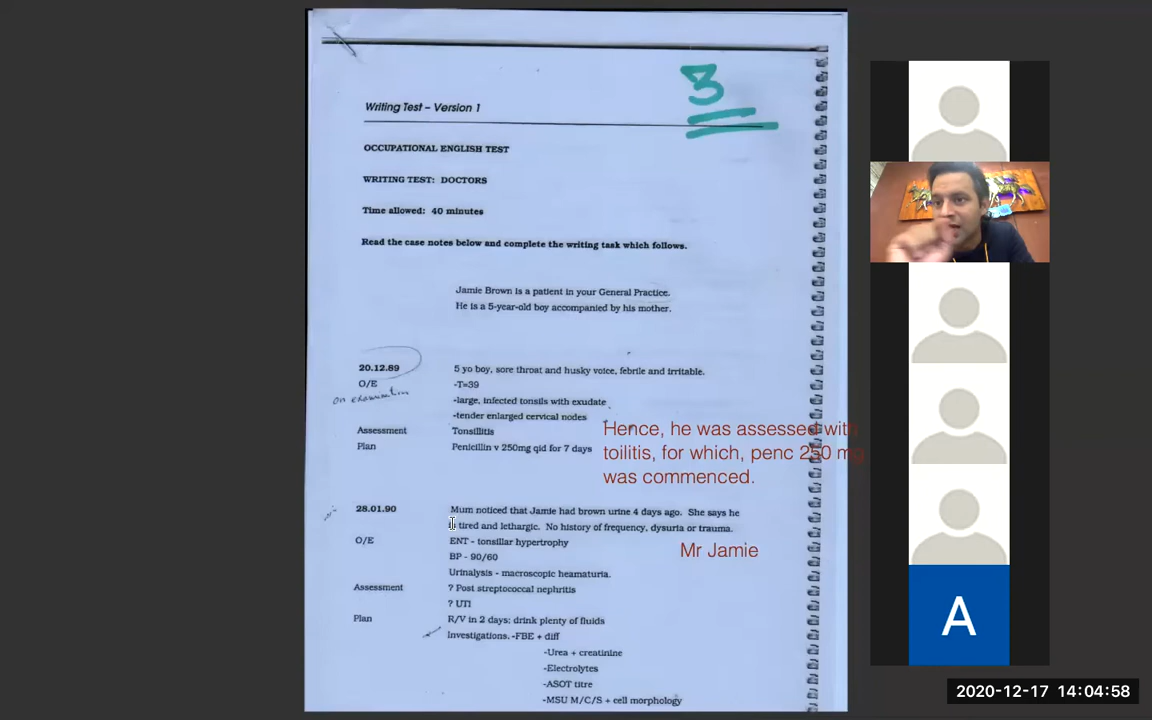 3
Writing Test - Version 1
OCCUPATIONAL ENGLISH TEST
WRITING TEST: DOCTORS
Time allowed: 40 minutes
Read the case notes below and complete the writing task which follows.
Jamie Brown is a patient in your General Practice.
He is a 5-year-old boy accompanied by his mother.
20.12.89 5 yo boy, sore throat and husky voice, febrile and irritable.
O/E -T=39
on examination -large, infected tonsils with exudate
-tender enlarged cervical nodes
Assessment Tonsillitis
Plan Penicillin v 250mg qid for 7 days
Hence, he was assessed with
toilitis, for which, penc 250 mg
was commenced.
28.01.90 Mum noticed that Jamie had brown urine 4 days ago. She says he
tired and lethargic. No history of frequency, dysuria or trauma.
O/E ENT - tonsillar hypertrophy
Mr Jamie
BP - 90/60
Urinalysis - macroscopic heamaturia.
Assessment ? Post streptococcal nephritis
? UTI
Plan R/V in 2 days: drink plenty of fluids
Investigations. -FBE + diff
-Urea + creatinine
-Electrolytes
-ASOT titre
-MSU M/C/S + cell morphology
A
2020-12-17 14:04:58